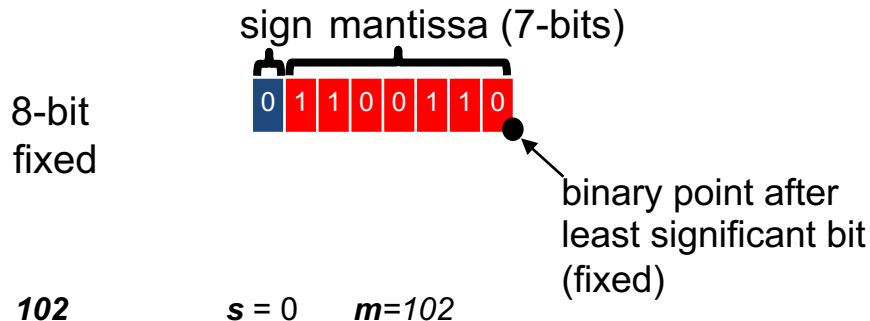 sign mantissa (7-bits)
8-bit
fixed
0 1 1 0 0 1 1 0
binary point after
least significant bit
(fixed)
102 s = 0 m=102